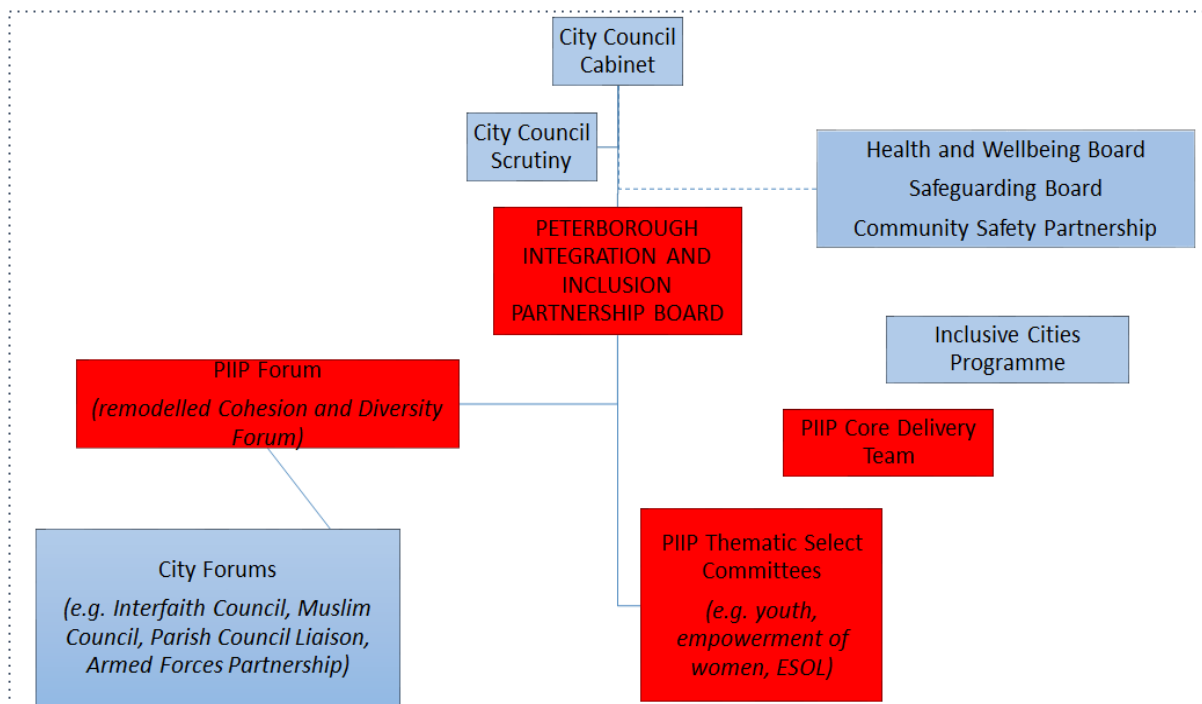 City Council
Cabinet
City Council
Scrutiny
Health and Wellbeing Board
Safeguarding Board
Community Safety Partnership
PETERBOROUGH
INTEGRATION AND
INCLUSION
PARTNERSHIP BOARD
Inclusive Cities
Programme
PIIP Forum
(remodelled Cohesion and Diversity
Forum)
PIIP Core Delivery
Team
City Forums
(e.g. Interfaith Council, Muslim
Council, Parish Council Liaison,
Armed Forces Partnership)
PIIP Thematic Select
Committees
(e.g. youth,
empowerment of
women, ESOL)